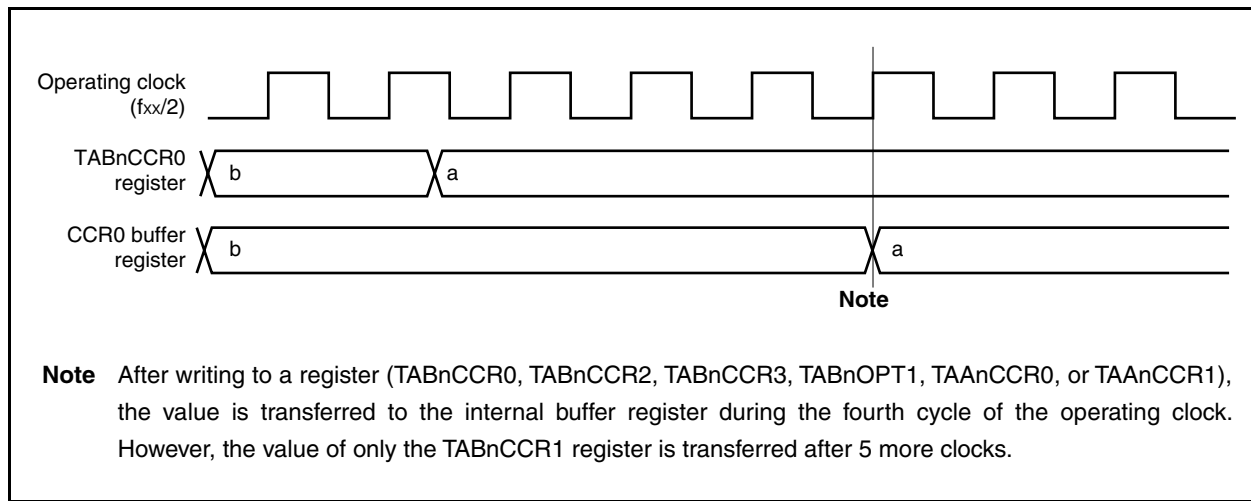 Operating clock
(fxx/2)
TABnCCR0
register
b
a
CCR0 buffer
register
b
a
Note
Note After writing to a register (TABnCCR0, TABnCCR2, TABnCCR3, TABnOPT1, TAAnCCR0, or TAAnCCR1),
the value is transferred to the internal buffer register during the fourth cycle of the operating clock.
However, the value of only the TABnCCR1 register is transferred after 5 more clocks.